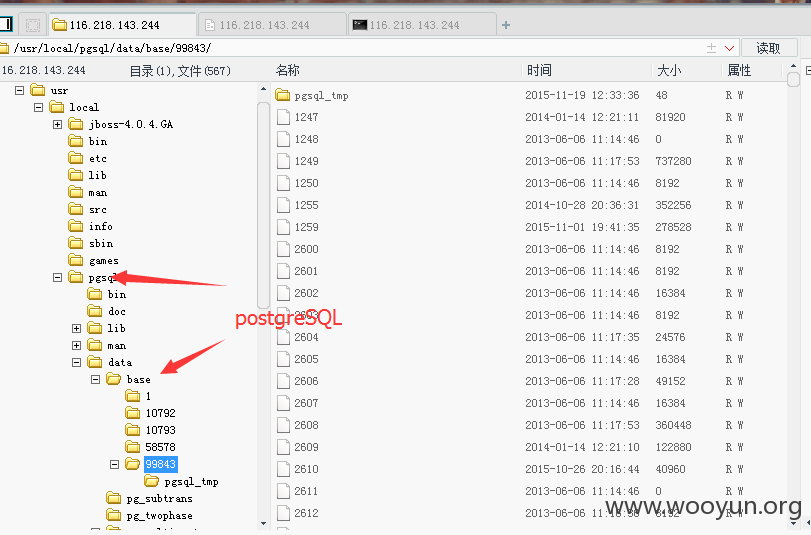 116.218.143.244 116.218.143.244 116.218.143.244 +
/usr/local/pgsql/data/base/99843/ 读取
16.218.143.244 目录(1),文件(567) 名称 时间 大小 属性
usr
local
jboss-4.0.4.GA
bin
etc
lib
man
src
info
sbin
games
pgsql
bin
doc
lib
man
data
base
1
10792
10793
58578
99843
pgsql_tmp
pg_subtrans
pg_twophase
postgreSQL
pgsql_tmp 2015-11-19 12:33:36 48 R W
1247 2014-01-14 12:21:11 81920 R W
1248 2013-06-06 11:14:46 0 R W
1249 2013-06-06 11:17:53 737280 R W
1250 2013-06-06 11:14:46 8192 R W
1255 2014-10-28 20:36:31 352256 R W
1259 2015-11-01 19:41:35 278528 R W
2600 2013-06-06 11:14:46 8192 R W
2601 2013-06-06 11:14:46 8192 R W
2602 2013-06-06 11:14:46 16384 R W
2603 2013-06-06 11:14:46 8192 R W
2604 2013-06-06 11:17:35 24576 R W
2605 2013-06-06 11:14:46 16384 R W
2606 2013-06-06 11:17:28 49152 R W
2607 2013-06-06 11:14:46 16384 R W
2608 2013-06-06 11:17:53 360448 R W
2609 2014-01-14 12:21:10 122880 R W
2610 2015-10-26 20:16:44 40960 R W
2611 2013-06-06 11:14:46 0 R W
2612 2013-06-06 8192 R W
www.wooyun.org